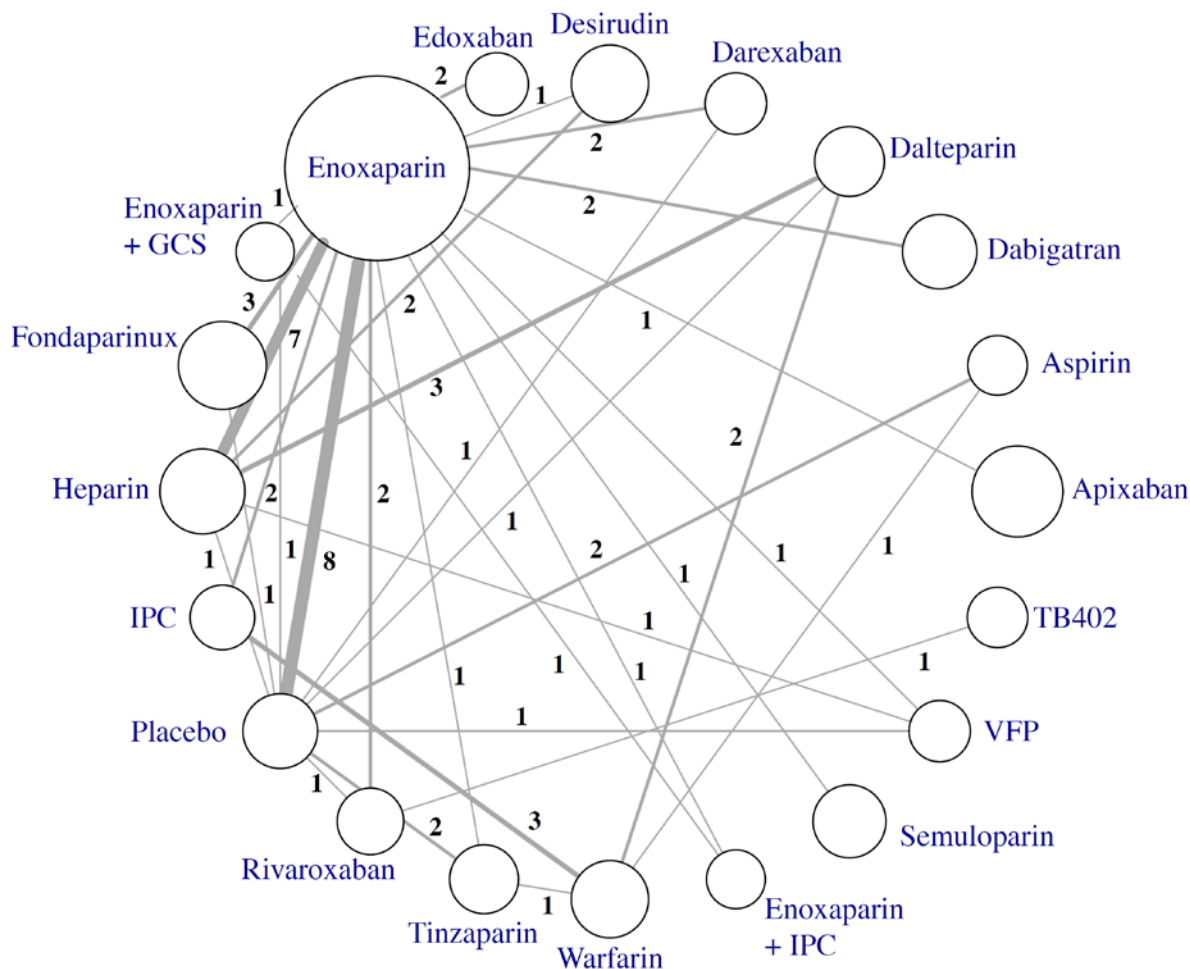 Desirudin
Edoxaban
Darexaban
2
1
2
Dalteparin
Enoxaparin
Enoxaparin
+ GCS
1
2
Dabigatran
3
2
1
Fondaparinux
7
Aspirin
3
2
1
Heparin
2
2
Apixaban
1
1
1
8
2
1
1
1
1
IPC
1
TB402
1
1
1
1
1
Placebo
1
VFP
1
2
3
Semuloparin
Rivaroxaban
1
Enoxaparin
+ IPC
Tinzaparin
Warfarin